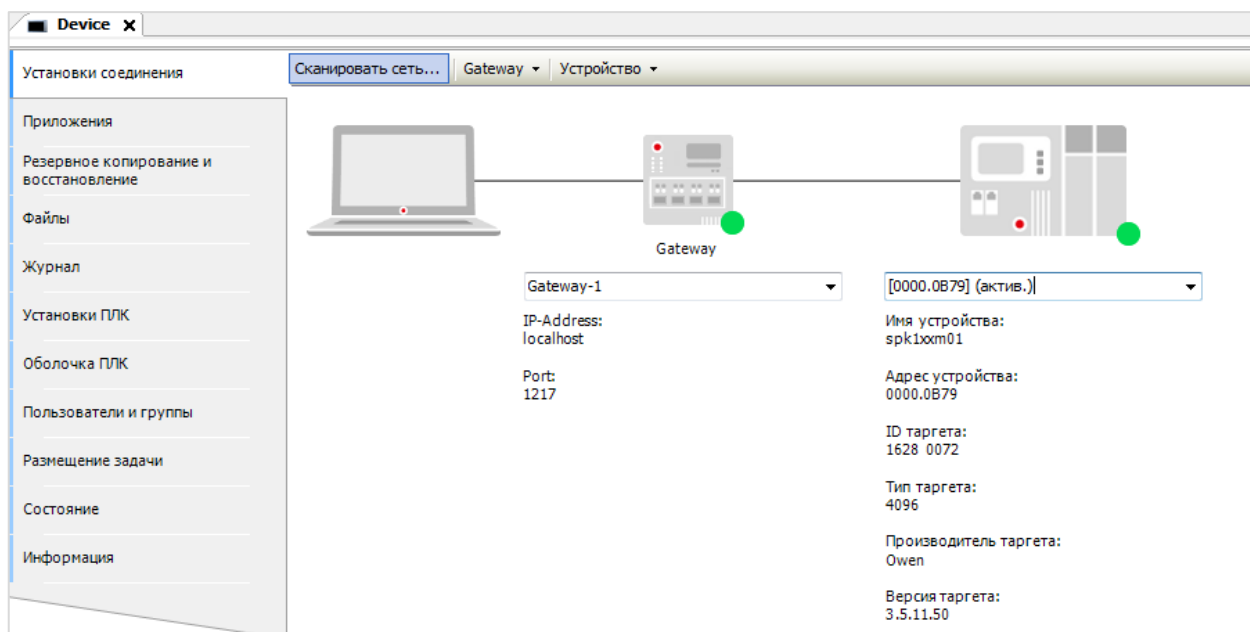 Device
Установки соединения
Приложения
Резервное копирование и
восстановление
Файлы
Журнал
Установки ПЛК
Оболочка ПЛК
Пользователи и группы
Размещение задачи
Состояние
Информация
Сканировать сеть... Gateway Устройство
Gateway
Gateway-1
IP-Address:
localhost
Port:
1217
[0000.0B79] (актив.)
Имя устройства:
spk1xxm01
Адрес устройства:
0000.0B79
ID таргета:
1628 0072
Тип таргета:
4096
Производитель таргета:
Owen
Версия таргета:
3.5.11.50